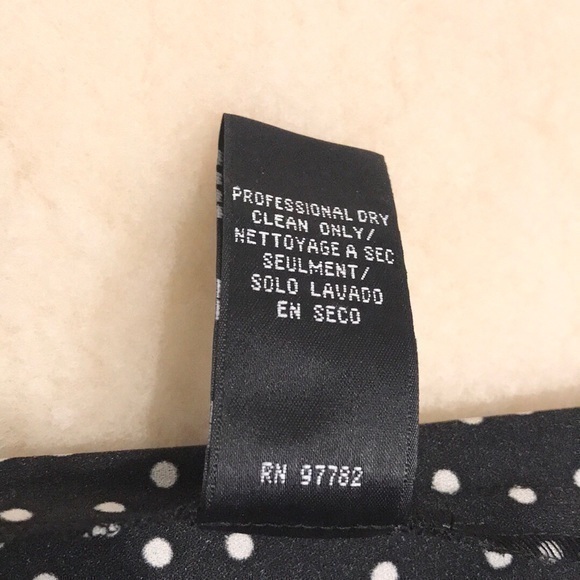 PROFESSIONAL DRY
CLEAN ONLY/
NETTOYAGE A SEC
SEULMENT/
SOLO LAVADO
EN SECO
RN 97782